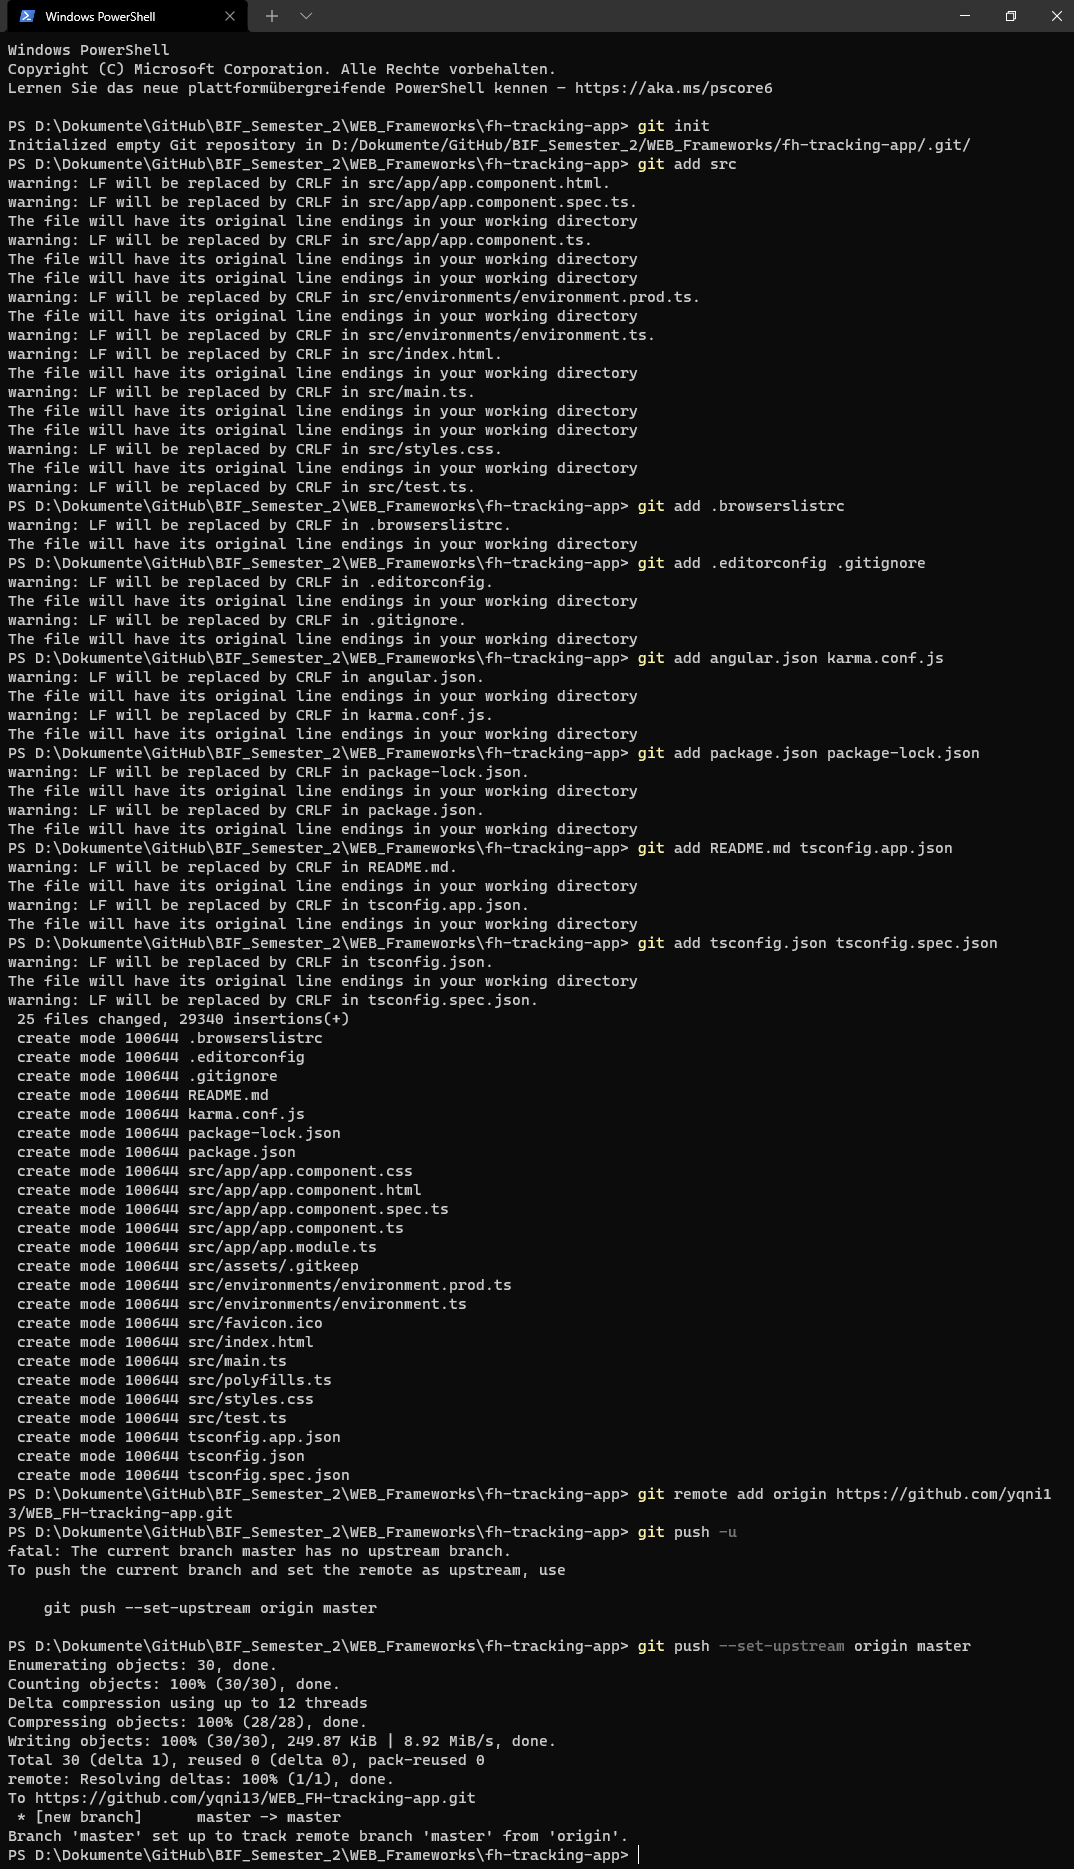 Windows PowerShell
Windows PowerShell
Copyright (C) Microsoft Corporation. Alle Rechte vorbehalten.
Lernen Sie das neue plattformübergreifende PowerShell kennen – https://aka.ms/pscore6
PS D:\Dokumente\GitHub\BIF_Semester_2\WEB_Frameworks\fh-tracking-app> git init
Initialized empty Git repository in D:/Dokumente/GitHub/BIF_Semester_2/WEB_Frameworks/fh-tracking-app/.git/
PS D:\Dokumente\GitHub\BIF_Semester_2\WEB_Frameworks\fh-tracking-app> git add src
warning: LF will be replaced by CRLF in src/app/app.component.html.
warning: LF will be replaced by CRLF in src/app/app.component.spec.ts.
The file will have its original line endings in your working directory
warning: LF will be replaced by CRLF in src/app/app.component.ts.
The file will have its original line endings in your working directory
The file will have its original line endings in your working directory
warning: LF will be replaced by CRLF in src/environments/environment.prod.ts.
The file will have its original line endings in your working directory
warning: LF will be replaced by CRLF in src/environments/environment.ts.
warning: LF will be replaced by CRLF in src/index.html.
The file will have its original line endings in your working directory
warning: LF will be replaced by CRLF in src/main.ts.
The file will have its original line endings in your working directory
The file will have its original line endings in your working directory
warning: LF will be replaced by CRLF in src/styles.css.
The file will have its original line endings in your working directory
warning: LF will be replaced by CRLF in src/test.ts.
PS D:\Dokumente\GitHub\BIF_Semester_2\WEB_Frameworks\fh-tracking-app> git add .browserslistrc
warning: LF will be replaced by CRLF in .browserslistrc.
The file will have its original line endings in your working directory
PS D:\Dokumente\GitHub\BIF_Semester_2\WEB_Frameworks\fh-tracking-app> git add .editorconfig .gitignore
warning: LF will be replaced by CRLF in .editorconfig.
The file will have its original line endings in your working directory
warning: LF will be replaced by CRLF in .gitignore.
The file will have its original line endings in your working directory
PS D:\Dokumente\GitHub\BIF_Semester_2\WEB_Frameworks\fh-tracking-app> git add angular.json karma.conf.js
warning: LF will be replaced by CRLF in angular.json.
The file will have its original line endings in your working directory
warning: LF will be replaced by CRLF in karma.conf.js.
The file will have its original line endings in your working directory
PS D:\Dokumente\GitHub\BIF_Semester_2\WEB_Frameworks\fh-tracking-app> git add package.json package-lock.json
warning: LF will be replaced by CRLF in package-lock.json.
The file will have its original line endings in your working directory
warning: LF will be replaced by CRLF in package.json.
The file will have its original line endings in your working directory
PS D:\Dokumente\GitHub\BIF_Semester_2\WEB_Frameworks\fh-tracking-app> git add README.md tsconfig.app.json
warning: LF will be replaced by CRLF in README.md.
The file will have its original line endings in your working directory
warning: LF will be replaced by CRLF in tsconfig.app.json.
The file will have its original line endings in your working directory
PS D:\Dokumente\GitHub\BIF_Semester_2\WEB_Frameworks\fh-tracking-app> git add tsconfig.json tsconfig.spec.json
warning: LF will be replaced by CRLF in tsconfig.json.
The file will have its original line endings in your working directory
warning: LF will be replaced by CRLF in tsconfig.spec.json.
25 files changed, 29340 insertions(+)
create mode 100644 .browserslistrc
create mode 100644 .editorconfig
create mode 100644 .gitignore
create mode 100644 README.md
create mode 100644 karma.conf.js
create mode 100644 package-lock.json
create mode 100644 package.json
create mode 100644 src/app/app.component.css
create mode 100644 src/app/app.component.html
create mode 100644 src/app/app.component.spec.ts
create mode 100644 src/app/app.component.ts
create mode 100644 src/app/app.module.ts
create mode 100644 src/assets/.gitkeep
create mode 100644 src/environments/environment.prod.ts
create mode 100644 src/environments/environment.ts
create mode 100644 src/favicon.ico
create mode 100644 src/index.html
create mode 100644 src/main.ts
create mode 100644 src/polyfills.ts
create mode 100644 src/styles.css
create mode 100644 src/test.ts
create mode 100644 tsconfig.app.json
create mode 100644 tsconfig.json
create mode 100644 tsconfig.spec.json
PS D:\Dokumente\GitHub\BIF_Semester_2\WEB_Frameworks\fh-tracking-app> git remote add origin https://github.com/yqni1
3/WEB_FH-tracking-app.git
PS D:\Dokumente\GitHub\BIF_Semester_2\WEB_Frameworks\fh-tracking-app> git push -u
fatal: The current branch master has no upstream branch.
To push the current branch and set the remote as upstream, use
git push --set-upstream origin master
PS D:\Dokumente\GitHub\BIF_Semester_2\WEB_Frameworks\fh-tracking-app> git push --set-upstream origin master
Enumerating objects: 30, done.
Counting objects: 100% (30/30), done.
Delta compression using up to 12 threads
Compressing objects: 100% (28/28), done.
Writing objects: 100% (30/30), 249.87 KiB | 8.92 MiB/s, done.
Total 30 (delta 1), reused 0 (delta 0), pack-reused 0
remote: Resolving deltas: 100% (1/1), done.
To https://github.com/yqni13/WEB_FH-tracking-app.git
* [new branch]      master -> master
Branch 'master' set up to track remote branch 'master' from 'origin'.
PS D:\Dokumente\GitHub\BIF_Semester_2\WEB_Frameworks\fh-tracking-app>